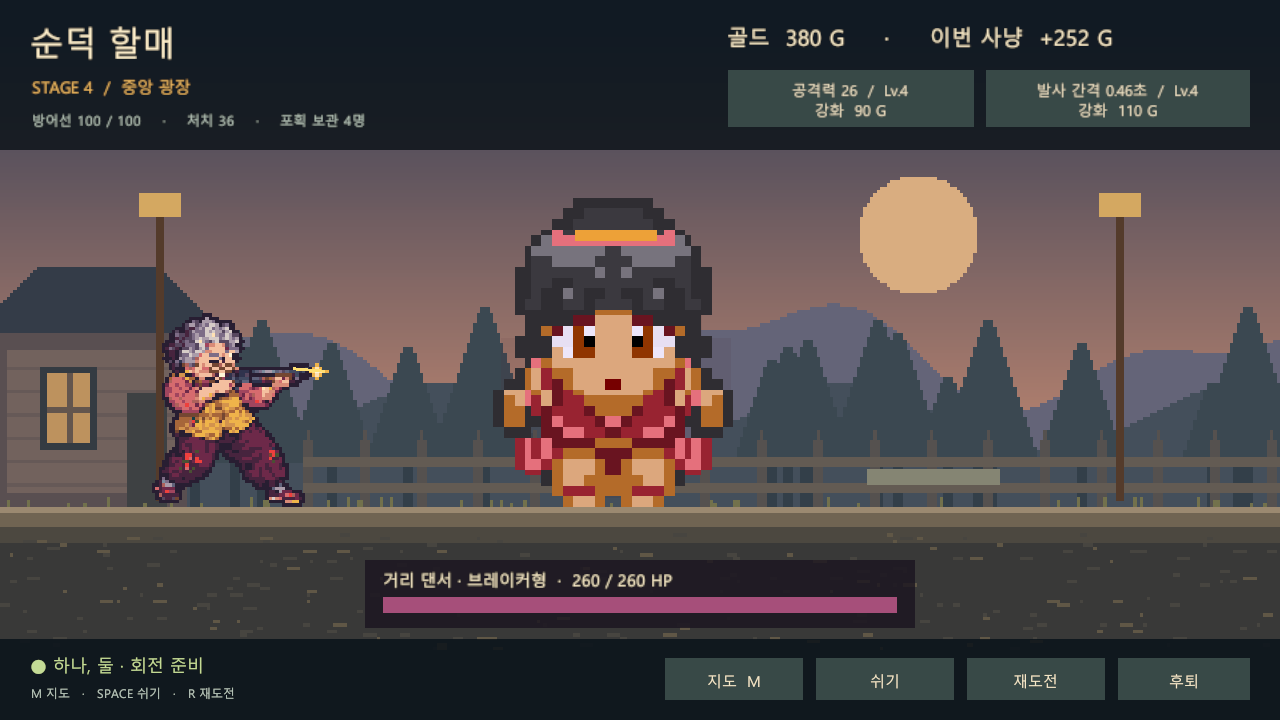 순덕 할매
STAGE 4 / 중앙 광장
방어선 100 / 100 · 처치 36 · 포획 보관 4명
골드 380 G · 이번 사냥 +252 G
공격력 26 / Lv.4
강화 90 G
발사 간격 0.46초 / Lv.4
강화 110 G
거리 댄서 · 브레이커형 · 260 / 260 HP
하나, 둘 · 회전 준비
M 지도 · SPACE 쉬기 · R 재도전
지도 M
쉬기
재도전
후퇴